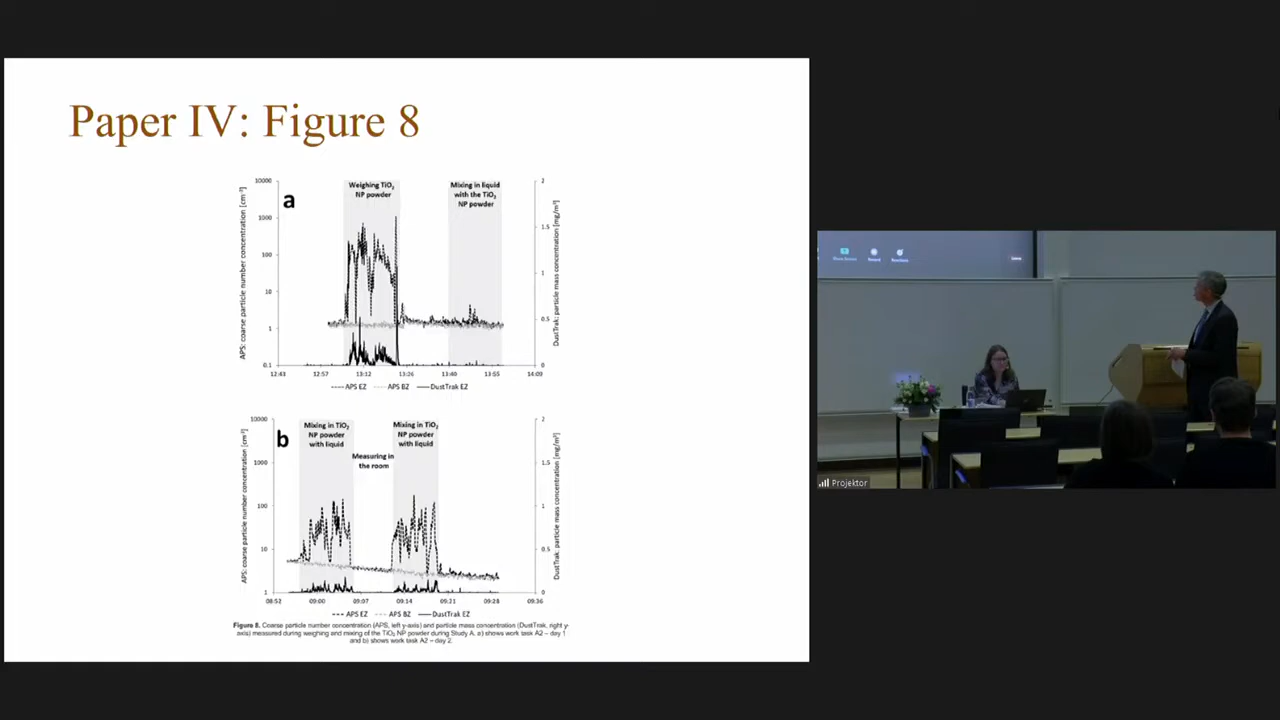 Paper IV: Figure 8
a
Weighing TiO₂
NP powder
Mixing in liquid
with the TiO₂
NP powder
APS: coarse particle number concentration [cm⁻³]
10000
1000
100
10
1
0.1
2
1.5
1
0.5
0
DustTrak: particle mass concentration [mg/m³]
12:43 12:57 13:12 13:26 13:40 13:55 14:09
APS EZ APS BZ DustTrak EZ
b
Mixing in TiO₂
NP powder
with liquid
Measuring in
the room
Mixing in TiO₂
NP powder
with liquid
APS: coarse particle number concentration [cm⁻³]
10000
1000
100
10
1
2
1.5
1
0.5
0
DustTrak: particle mass concentration [mg/m³]
08:52 09:00 09:07 09:14 09:21 09:28 09:36
APS EZ APS BZ DustTrak EZ
Figure 8. Coarse particle number concentration (APS, left y-axis) and particle mass concentration (DustTrak, right y-
axis) measured during weighing and mixing of the TiO₂ NP powder during Study A. a) shows work task A2 – day 1
and b) shows work task A2 – day 2.
Projektor